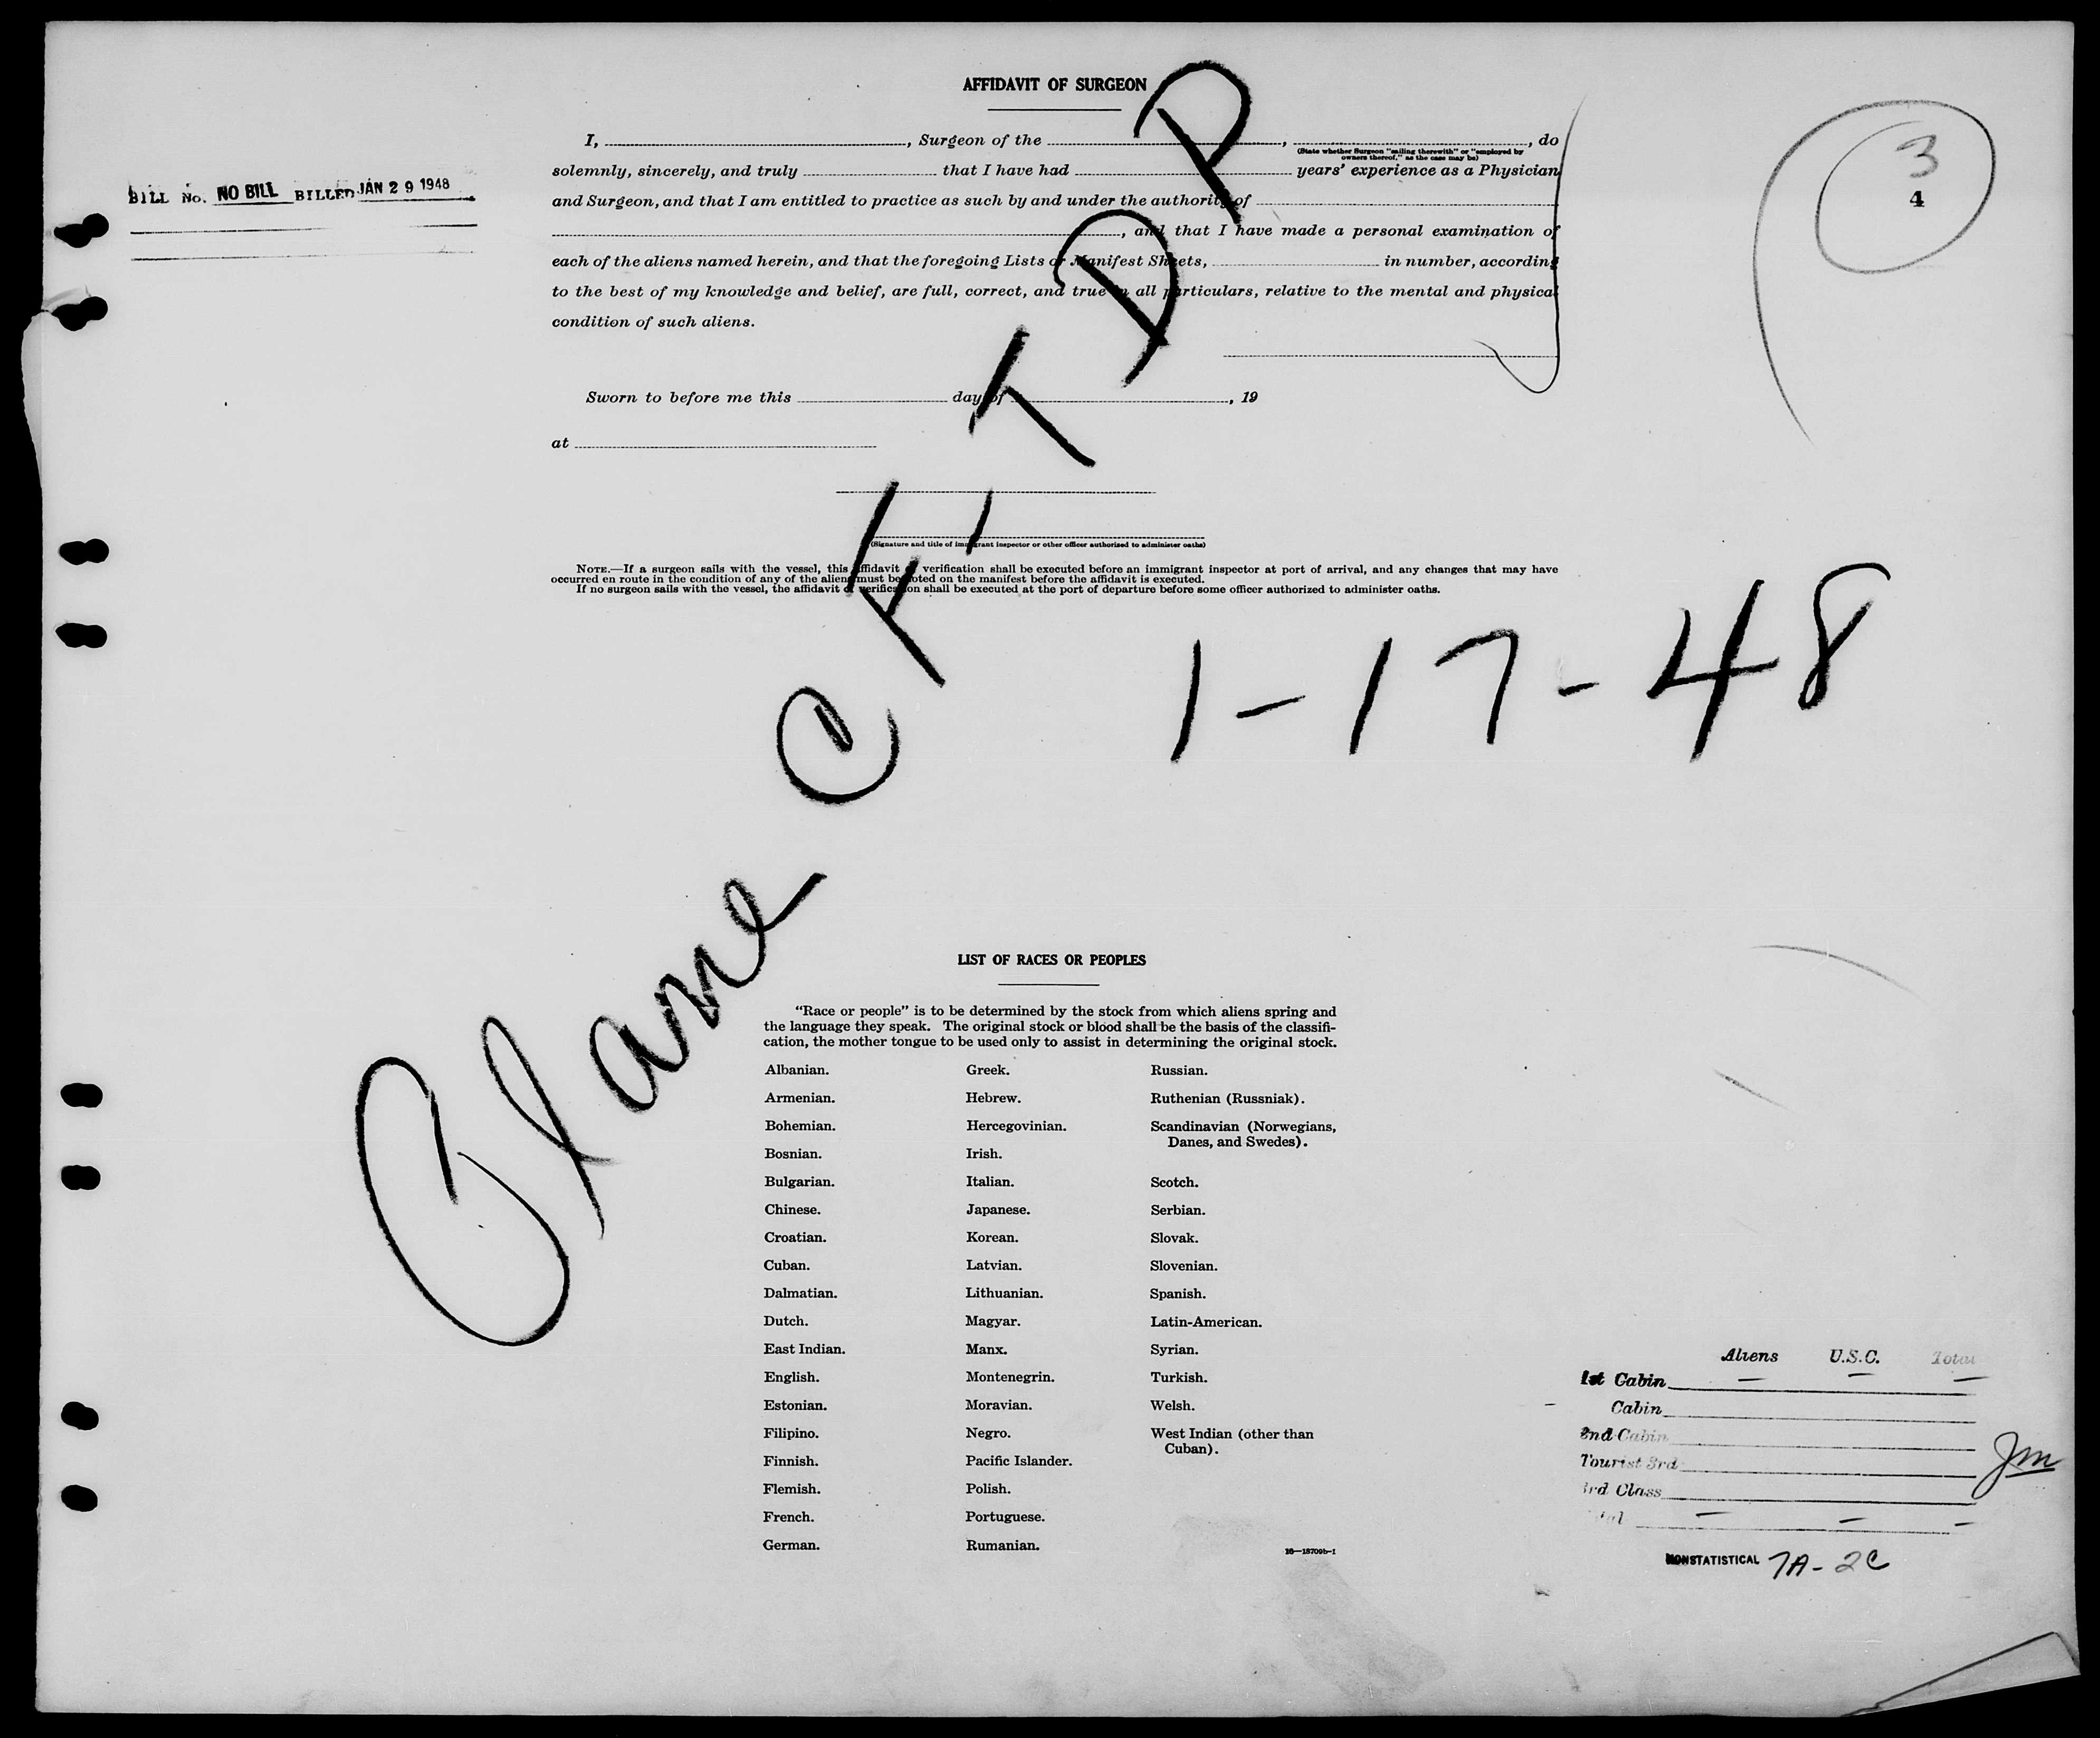 AFFIDAVIT OF SURGEON
I, , Surgeon of the , , do
(State whether Surgeon "sailing therewith" or "employed by
owners thereof," as the case may be)
solemnly, sincerely, and truly that I have had years' experience as a Physician
and Surgeon, and that I am entitled to practice as such by and under the authority of
, and that I have made a personal examination of
each of the aliens named herein, and that the foregoing Lists or Manifest Sheets, in number, according
to the best of my knowledge and belief, are full, correct, and true in all particulars, relative to the mental and physical
condition of such aliens.
Sworn to before me this day of , 19
at
(Signature and title of immigrant inspector or other officer authorized to administer oaths)
NOTE.—If a surgeon sails with the vessel, this affidavit or verification shall be executed before an immigrant inspector at port of arrival, and any changes that may have
occurred en route in the condition of any of the aliens must be noted on the manifest before the affidavit is executed.
If no surgeon sails with the vessel, the affidavit or verification shall be executed at the port of departure before some officer authorized to administer oaths.
BILL No. NO BILL BILLED JAN 29 1948
3
4
1-17-48
LIST OF RACES OR PEOPLES
"Race or people" is to be determined by the stock from which aliens spring and
the language they speak. The original stock or blood shall be the basis of the classifi-
cation, the mother tongue to be used only to assist in determining the original stock.
Albanian.
Armenian.
Bohemian.
Bosnian.
Bulgarian.
Chinese.
Croatian.
Cuban.
Dalmatian.
Dutch.
East Indian.
English.
Estonian.
Filipino.
Finnish.
Flemish.
French.
German.
Greek.
Hebrew.
Hercegovinian.
Irish.
Italian.
Japanese.
Korean.
Latvian.
Lithuanian.
Magyar.
Manx.
Montenegrin.
Moravian.
Negro.
Pacific Islander.
Polish.
Portuguese.
Rumanian.
Russian.
Ruthenian (Russniak).
Scandinavian (Norwegians,
Danes, and Swedes).
Scotch.
Serbian.
Slovak.
Slovenian.
Spanish.
Latin-American.
Syrian.
Turkish.
Welsh.
West Indian (other than
Cuban).
16—18709b-1
Aliens U.S.C. Total
1st Cabin — — —
Cabin
2nd Cabin
Tourist 3rd
3rd Class
Total — — —
Jm
NONSTATISTICAL 7A-2C